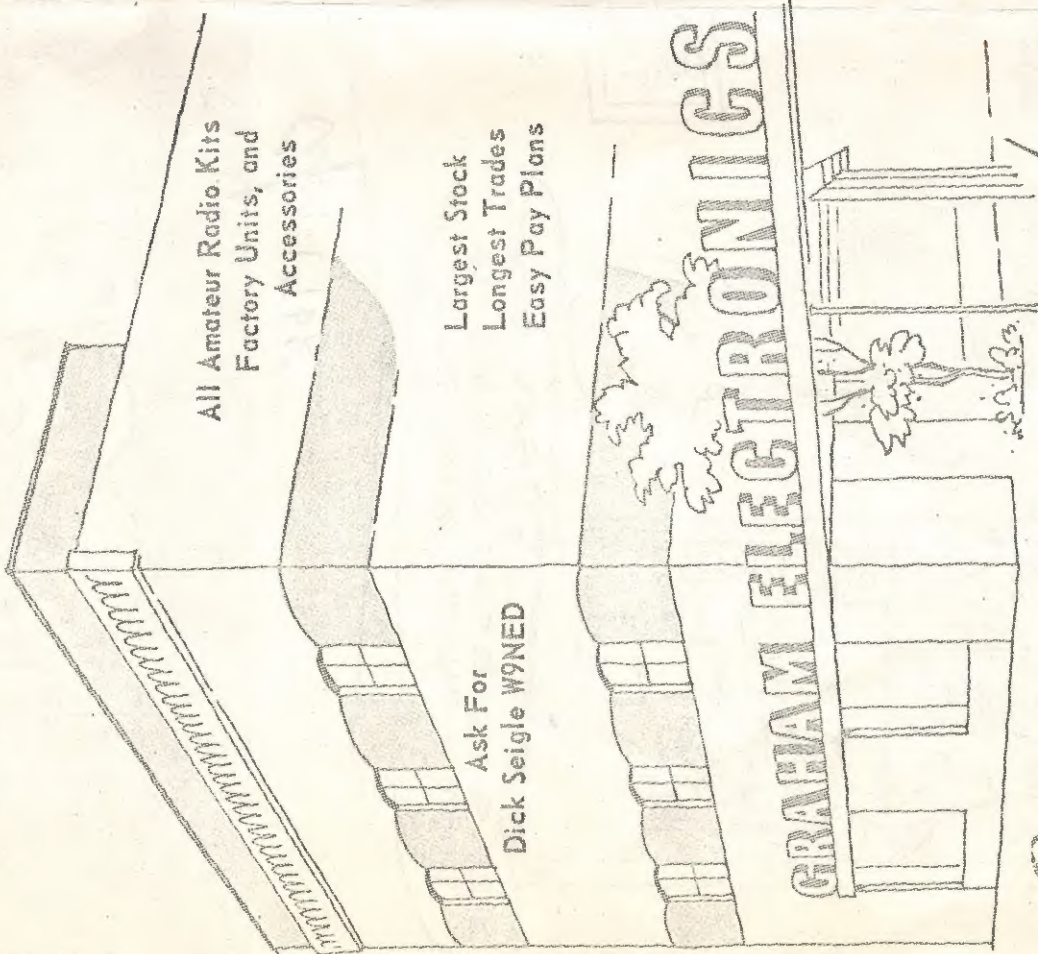 All Amateur Radio Kits
Factory Units, and
Accessories
Largest Stock
Longest Trades
Easy Pay Plans
Ask For
Dick Seigle W9NED
GRAHAM ELECTRONICS